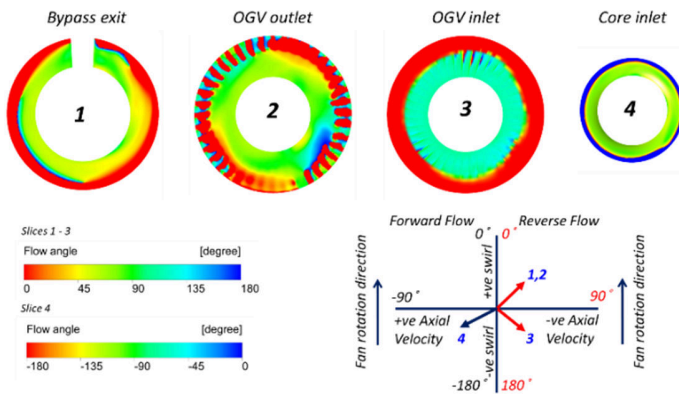 Bypass exit OGV outlet OGV inlet Core inlet
1 2 3 4
Slices 1 - 3
Flow angle [degree]
0 45 90 135 180
Slice 4
Flow angle [degree]
-180 -135 -90 -45 0
Forward Flow Reverse Flow
0° 0°
Fan rotation direction
+ve swirl
1,2
-90° 90°
+ve Axial Velocity
-ve Axial Velocity
4 3
-ve swirl
-180° 180°
Fan rotation direction